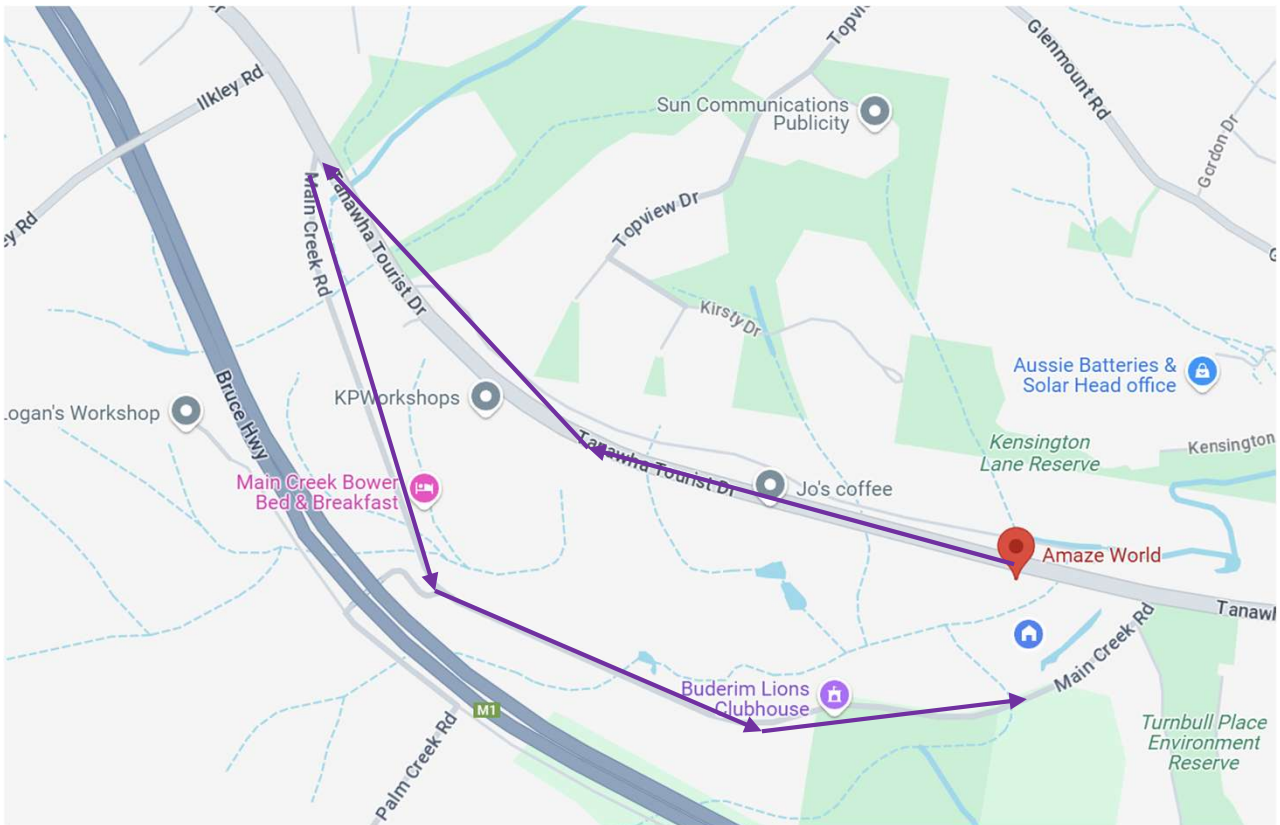 Ilkley Rd
Topview Dr
Glenmount Rd
Gordon Dr
Sun Communications
Publicity
Main Creek Rd
Tanawha Tourist Dr
Topview Dr
Kirsty Dr
Aussie Batteries &
Solar Head office
KPWorkshops
Logan's Workshop
Bruce Hwy
Kensington
Lane Reserve
Kensington
Tanawha Tourist Dr
Jo's coffee
Main Creek Bower
Bed & Breakfast
Amaze World
Main Creek Rd
Buderim Lions
Clubhouse
M1
Palm Creek Rd
Turnbull Place
Environment
Reserve